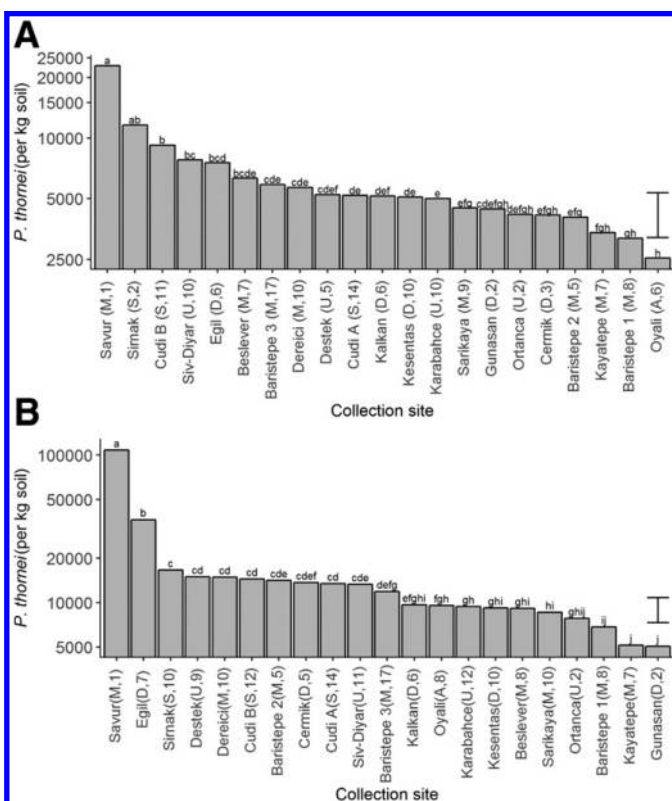 A
P. thornei (per kg soil)
25000
20000
15000
10000
5000
2500
a
ab
b
bc
bcd
bcde
cde
cde
cdef
de
def
de
e
efg
cdefgh
defgh
efgh
efg
fgh
gh
h
Savur (M,1)
Sirnak (S,2)
Cudi B (S,11)
Siv-Diyar (U,10)
Egil (D,6)
Beslever (M,7)
Baristepe 3 (M,17)
Dereici (M,10)
Destek (U,5)
Cudi A (S,14)
Kalkan (D,6)
Kesentas (D,10)
Karabahce (U,10)
Sarikaya (M,9)
Gunasan (D,2)
Ortanca (U,2)
Cermik (D,3)
Baristepe 2 (M,5)
Kayatepe (M,7)
Baristepe 1 (M,8)
Oyali (A,6)
Collection site
B
P. thornei (per kg soil)
100000
50000
10000
5000
a
b
c
cd
cd
cd
cde
cdef
cd
cde
defg
efghi
fgh
gh
ghi
ghi
hi
ghij
ij
j
j
Savur(M,1)
Egil(D,7)
Sirnak(S,10)
Destek(U,9)
Dereici(M,10)
Cudi B(S,12)
Baristepe 2(M,5)
Cermik(D,5)
Cudi A(S,14)
Siv-Diyar(U,11)
Baristepe 3(M,17)
Kalkan(D,6)
Oyali(A,8)
Karabahce(U,12)
Kesentas(D,10)
Beslever(M,8)
Sarikaya(M,10)
Ortanca(U,2)
Baristepe 1(M,8)
Kayatepe(M,7)
Gunasan(D,2)
Collection site